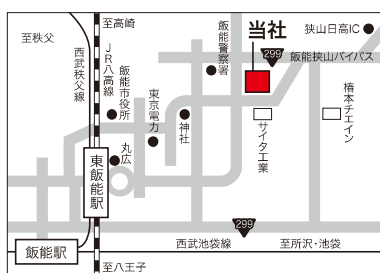 至秩父
至高崎
当社
狭山日高IC
299
飯能狭山バイパス
西武秩父線
JR八高線
飯能市役所
飯能警察署
東京電力
神社
サイタ工業
椿本チエイン
丸広
東飯能駅
299
飯能駅
西武池袋線
至所沢・池袋
至八王子